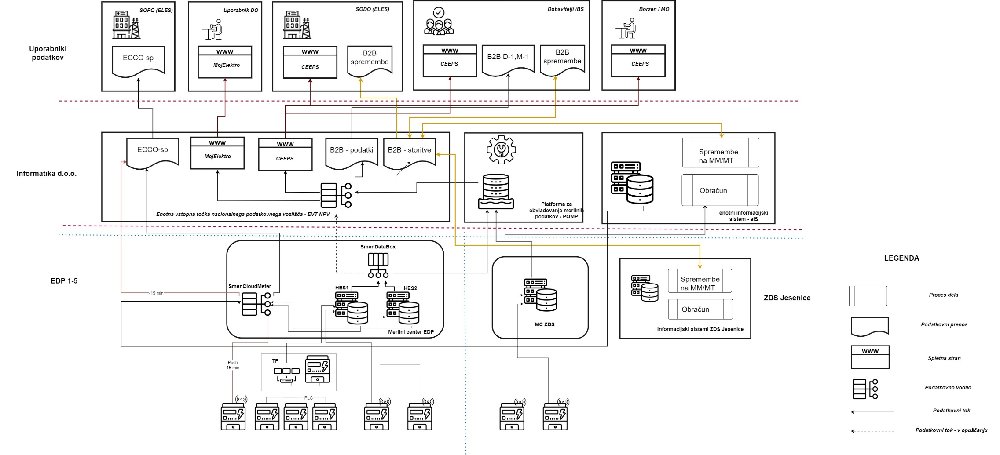 SOPO (ELES)
Uporabnik DO
SODO (ELES)
Dobavitelji /BS
Borzen / MO
Uporabniki
podatkov
ECCO-sp
WWW
MojElektro
WWW
CEEPS
B2B
spremembe
WWW
CEEPS
B2B D-1,M-1
B2B
spremembe
WWW
CEEPS
Informatika d.o.o.
ECCO-sp
WWW
MojElektro
WWW
CEEPS
B2B - podatki
B2B - storitve
Enotna vstopna točka nacionalnega podatkovnega vozlišča - EVT NPV
Platforma za
obvladovanje merilnih
podatkov - POMP
Spremembe
na MM/MT
Obračun
enotni informacijski
sistem - eIS
EDP 1-5
SmenDataBox
SmenCloudMeter
HES1
HES2
-15 min
Merilni center EDP
MC ZDS
Spremembe
na MM/MT
Obračun
Informacijski sistemi ZDS Jesenice
ZDS Jesenice
Push
15 min
TP
PLC
LEGENDA
Proces dela
Podatkovni prenos
WWW
Spletna stran
Podatkovno vodilo
Podatkovni tok
Podatkovni tok - v opuščanju